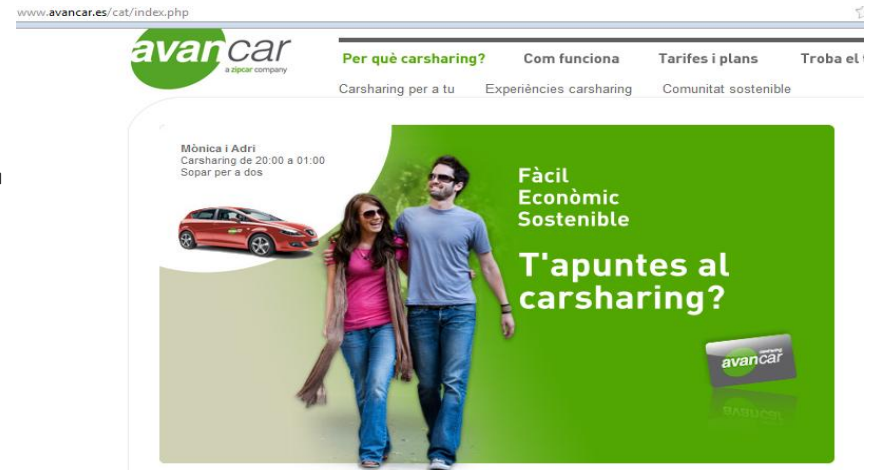 www.avancar.es/cat/index.php
avancar
a zipcar company
Per què carsharing? Com funciona Tarifes i plans Troba el
Carsharing per a tu Experiències carsharing Comunitat sostenible
Mònica i Adri
Carsharing de 20:00 a 01:00
Sopar per a dos
Fàcil
Econòmic
Sostenible
T'apuntes al
carsharing?
avancar